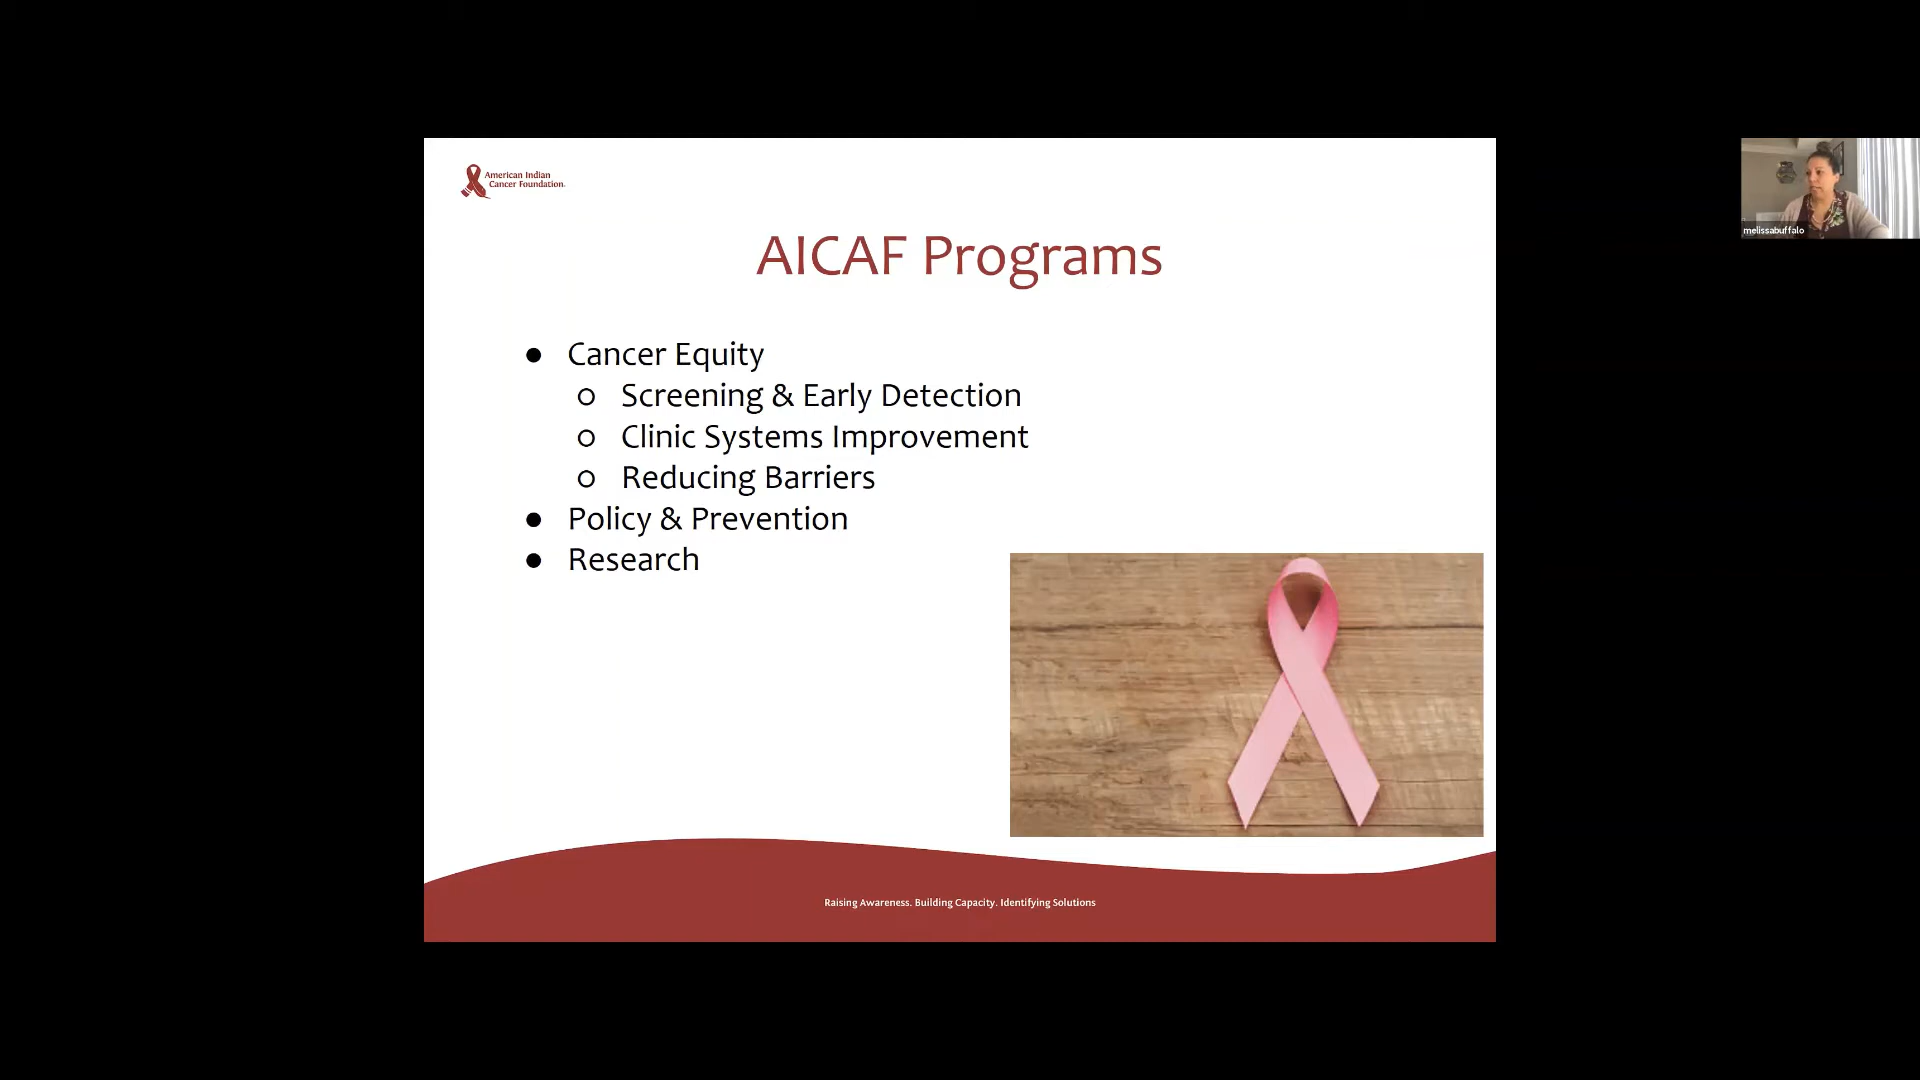 American Indian
Cancer Foundation.
AICAF Programs
● Cancer Equity
○ Screening & Early Detection
○ Clinic Systems Improvement
○ Reducing Barriers
● Policy & Prevention
● Research
Raising Awareness. Building Capacity. Identifying Solutions
melissabuffalo